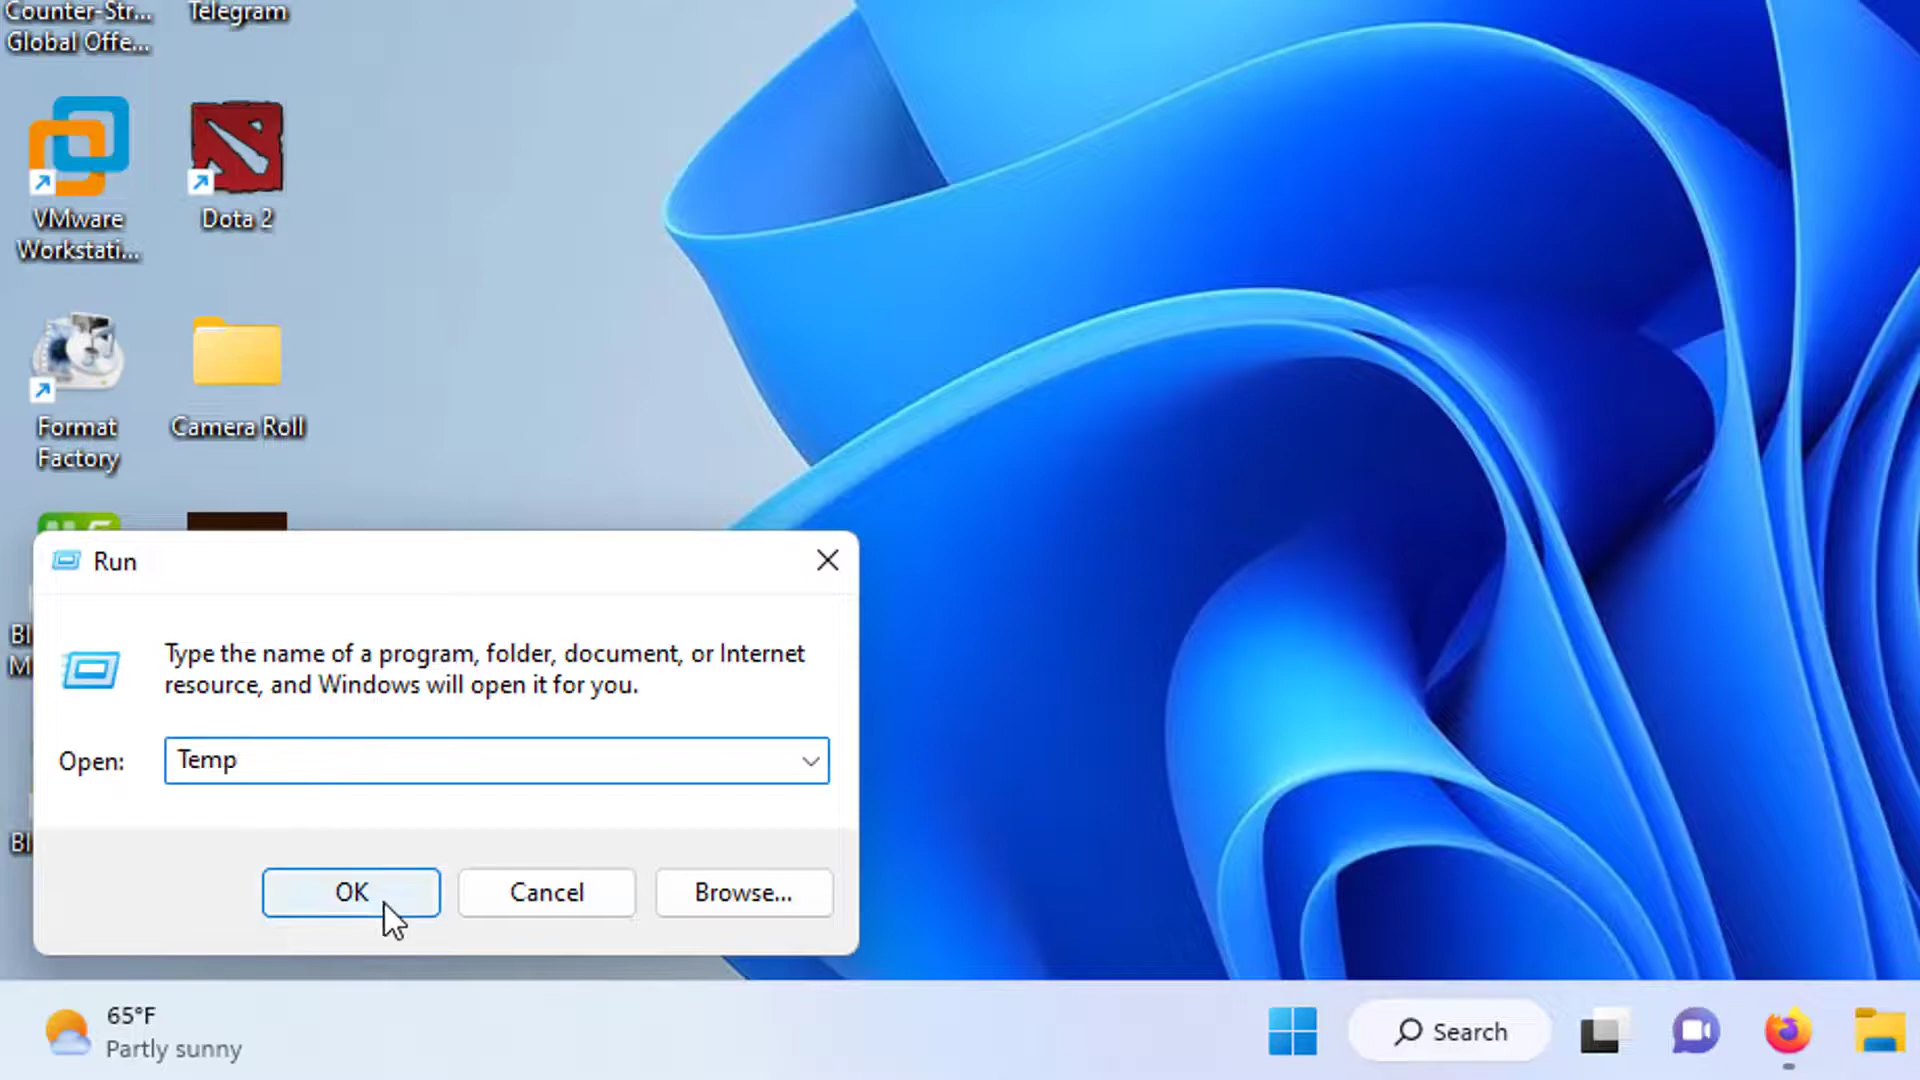 Counter-Str...
Global Offe...
Telegram
VMware
Workstati...
Dota 2
Format
Factory
Camera Roll
Run
Type the name of a program, folder, document, or Internet
resource, and Windows will open it for you.
Open:
Temp
OK
Cancel
Browse...
65°F
Partly sunny
Search